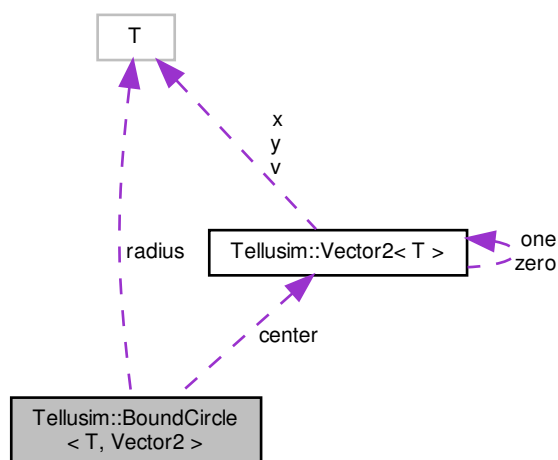 T
x
y
v
Tellusim::Vector2< T >
one
zero
radius
center
Tellusim::BoundCircle
< T, Vector2 >